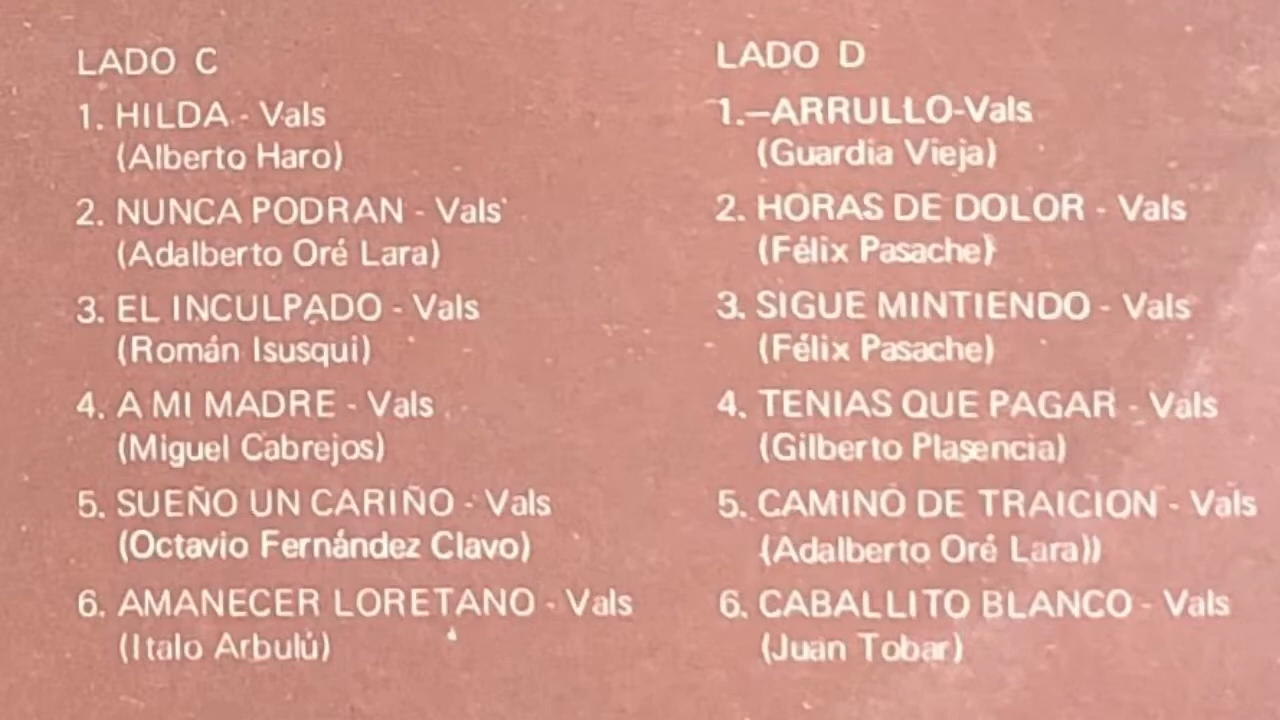 LADO C
1. HILDA - Vals
(Alberto Haro)
2. NUNCA PODRAN - Vals
(Adalberto Oré Lara)
3. EL INCULPADO - Vals
(Román Isusqui)
4. A MI MADRE - Vals
(Miguel Cabrejos)
5. SUEÑO UN CARIÑO - Vals
(Octavio Fernández Clavo)
6. AMANECER LORETANO - Vals
(Italo Arbulú)
LADO D
1.—ARRULLO-Vals
(Guardia Vieja)
2. HORAS DE DOLOR - Vals
(Félix Pasache)
3. SIGUE MINTIENDO - Vals
(Félix Pasache)
4. TENIAS QUE PAGAR - Vals
(Gilberto Plasencia)
5. CAMINO DE TRAICION - Vals
(Adalberto Oré Lara))
6. CABALLITO BLANCO - Vals
(Juan Tobar)